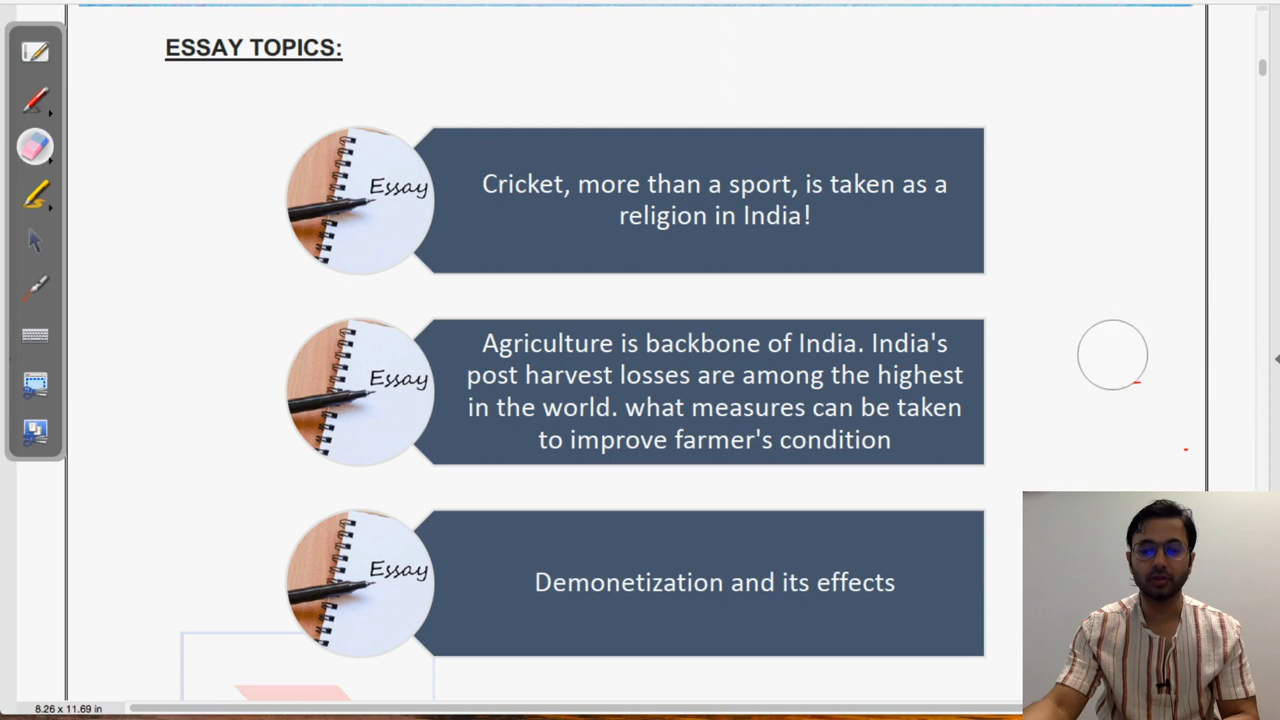 ESSAY TOPICS:
Essay
Cricket, more than a sport, is taken as a
religion in India!
Essay
Agriculture is backbone of India. India's
post harvest losses are among the highest
in the world. what measures can be taken
to improve farmer's condition
Essay
Demonetization and its effects
8.26 x 11.69 in